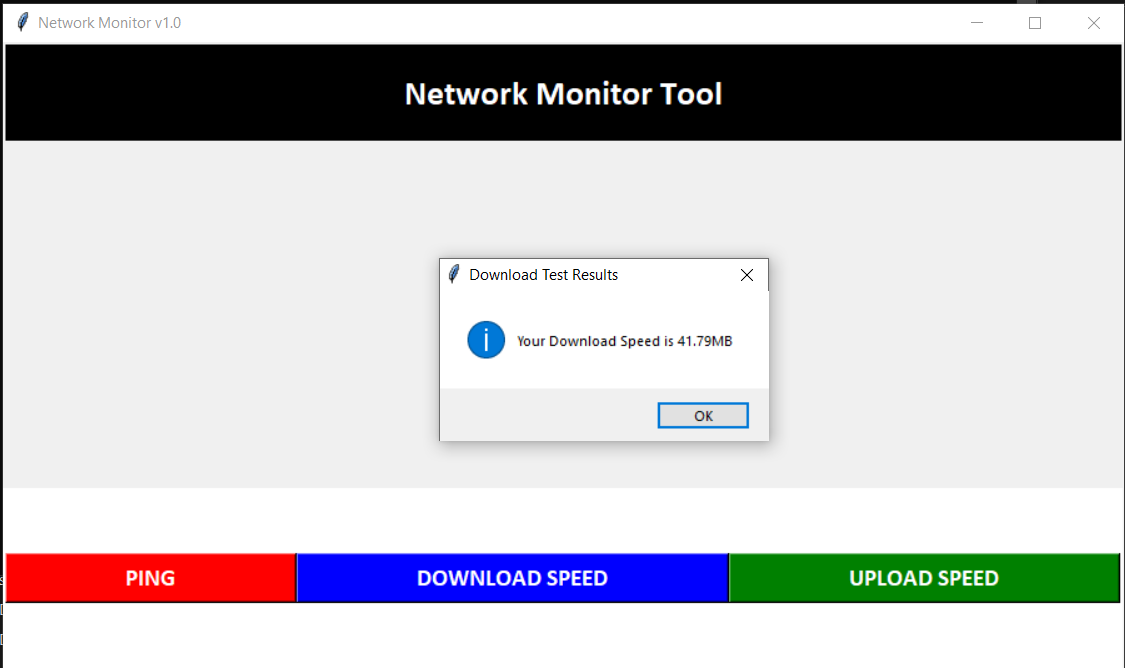 Network Monitor v1.0
Network Monitor Tool
Download Test Results
Your Download Speed is 41.79MB
OK
PING
DOWNLOAD SPEED
UPLOAD SPEED